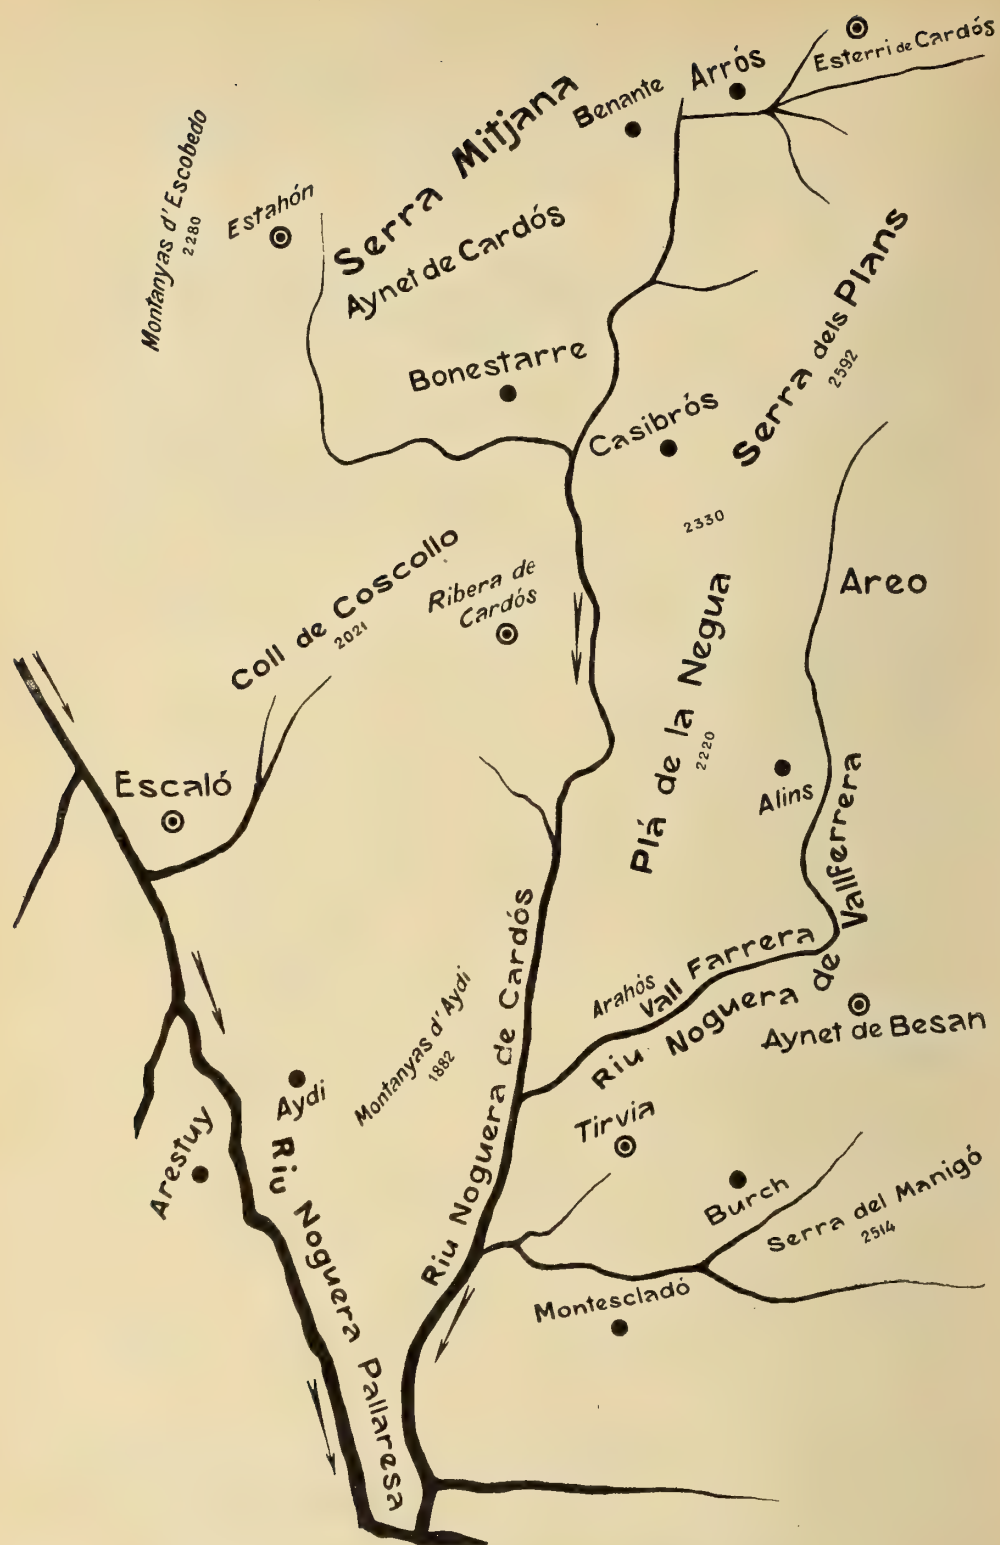 Esterri de Cardós
Arrós
Benante
Serra Mitjana
Montanyas d'Escobedo
2280
Estahón
Aynet de Cardós
Serra dels Plans
2592
Bonestarre
Casibrós
2330
Coll de Coscollo
2021
Ribera de
Cardós
Areo
Plá de la Negua
2220
Escaló
Alins
Riu Noguera de Vallferrera
Vall Farrera
Arahós
Aynet de Besan
Montanyas d'Aydi
1882
Riu Noguera de Cardós
Aydi
Arestuy
Tirvia
Burch
Serra del Manigó
2514
Montescladó
Riu Noguera Pallaresa